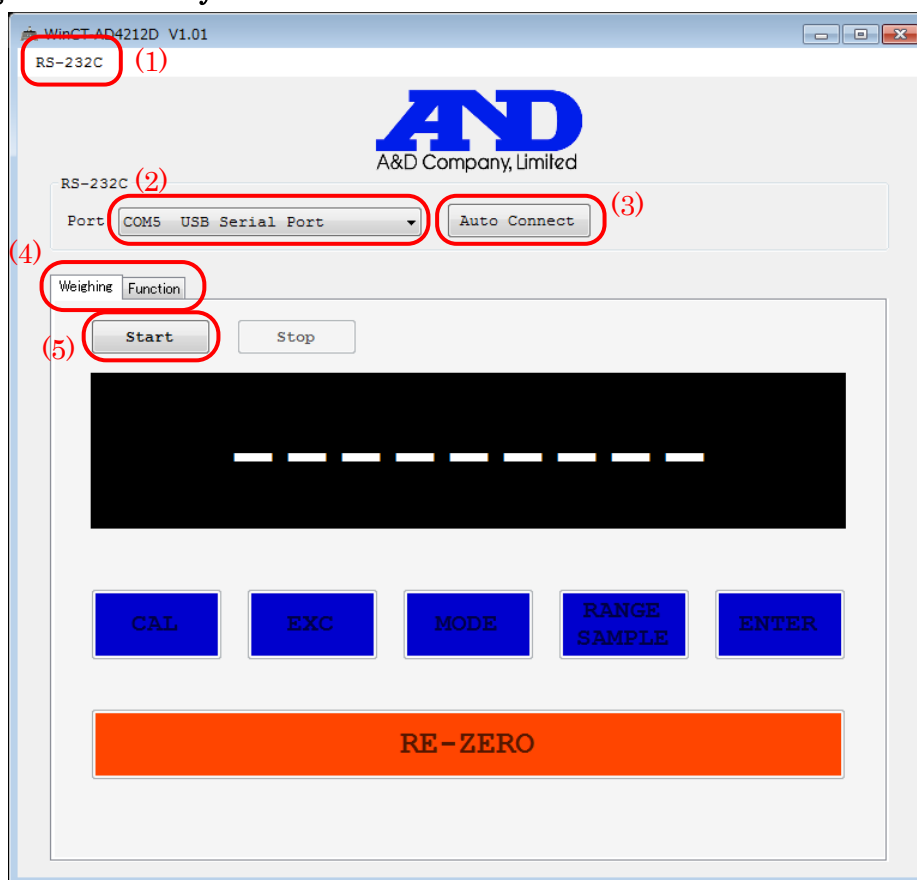 WinCT-AD4212D V1.01
RS-232C (1)
AND
A&D Company, Limited
RS-232C (2)
Port COM5 USB Serial Port Auto Connect (3)
(4)
Weighing Function
(5) Start Stop
_ _ _ _ _ _ _ _ _
CAL EXC MODE RANGE SAMPLE ENTER
RE-ZERO